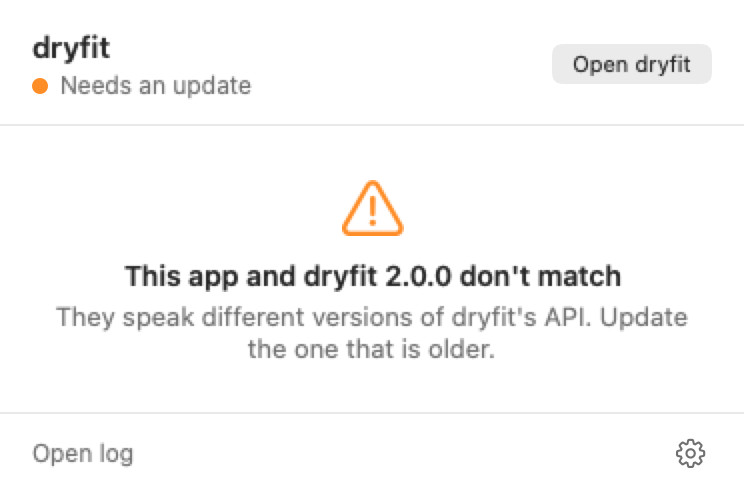 dryfit
Needs an update
Open dryfit
This app and dryfit 2.0.0 don't match
They speak different versions of dryfit's API. Update
the one that is older.
Open log